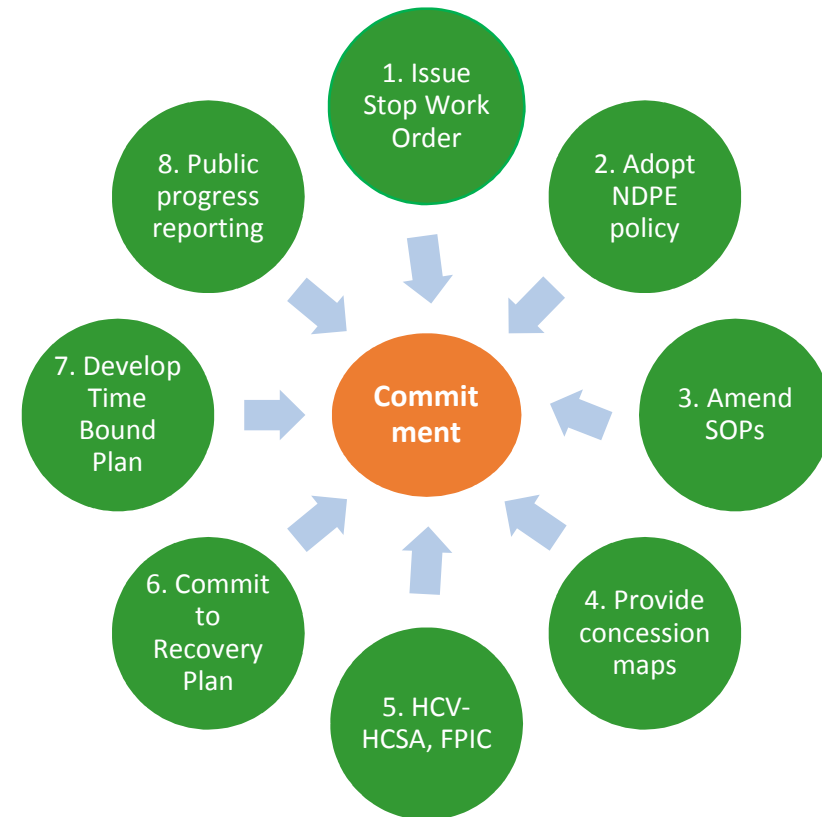 1. Issue
Stop Work
Order
2. Adopt
NDPE
policy
3. Amend
SOPs
4. Provide
concession
maps
5. HCV-
HCSA, FPIC
6. Commit
to
Recovery
Plan
7. Develop
Time
Bound
Plan
8. Public
progress
reporting
Commit
ment